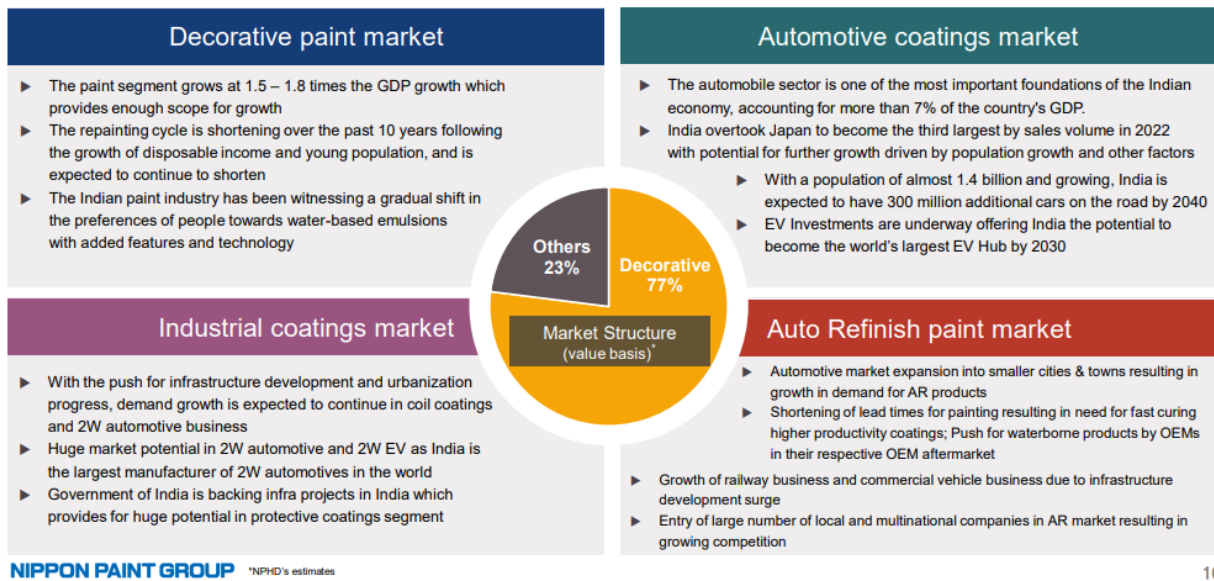 Decorative paint market
▶ The paint segment grows at 1.5 – 1.8 times the GDP growth which
provides enough scope for growth
▶ The repainting cycle is shortening over the past 10 years following
the growth of disposable income and young population, and is
expected to continue to shorten
▶ The Indian paint industry has been witnessing a gradual shift in
the preferences of people towards water-based emulsions
with added features and technology
Automotive coatings market
▶ The automobile sector is one of the most important foundations of the Indian
economy, accounting for more than 7% of the country's GDP.
▶ India overtook Japan to become the third largest by sales volume in 2022
with potential for further growth driven by population growth and other factors
▶ With a population of almost 1.4 billion and growing, India is
expected to have 300 million additional cars on the road by 2040
▶ EV Investments are underway offering India the potential to
become the world's largest EV Hub by 2030
Others
23%
Decorative
77%
Market Structure
(value basis)*
Industrial coatings market
▶ With the push for infrastructure development and urbanization
progress, demand growth is expected to continue in coil coatings
and 2W automotive business
▶ Huge market potential in 2W automotive and 2W EV as India is
the largest manufacturer of 2W automotives in the world
▶ Government of India is backing infra projects in India which
provides for huge potential in protective coatings segment
Auto Refinish paint market
▶ Automotive market expansion into smaller cities & towns resulting in
growth in demand for AR products
▶ Shortening of lead times for painting resulting in need for fast curing
higher productivity coatings; Push for waterborne products by OEMs
in their respective OEM aftermarket
▶ Growth of railway business and commercial vehicle business due to infrastructure
development surge
▶ Entry of large number of local and multinational companies in AR market resulting in
growing competition
NIPPON PAINT GROUP *NPHD's estimates